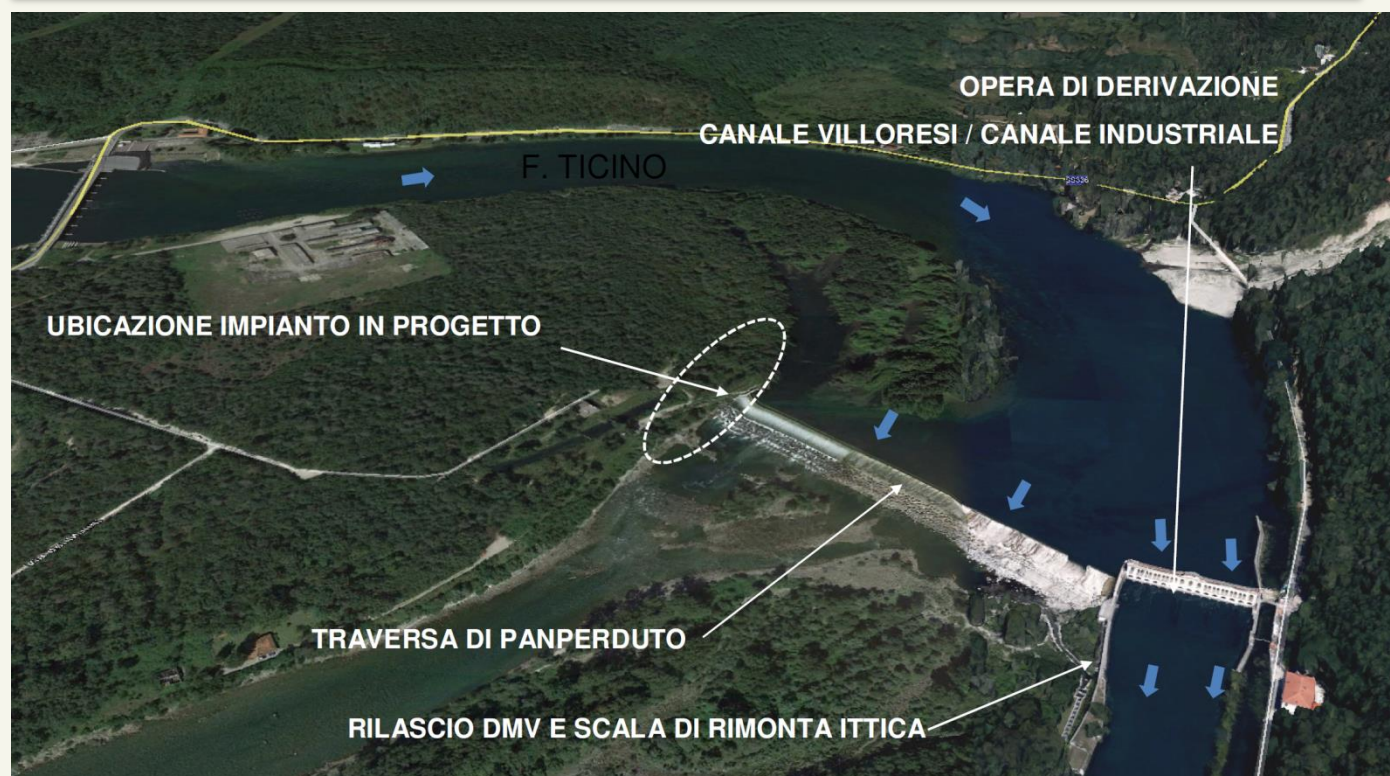 OPERA DI DERIVAZIONE
CANALE VILLORESI / CANALE INDUSTRIALE
F. TICINO
UBICAZIONE IMPIANTO IN PROGETTO
TRAVERSA DI PANPERDUTO
RILASCIO DMV E SCALA DI RIMONTA ITTICA